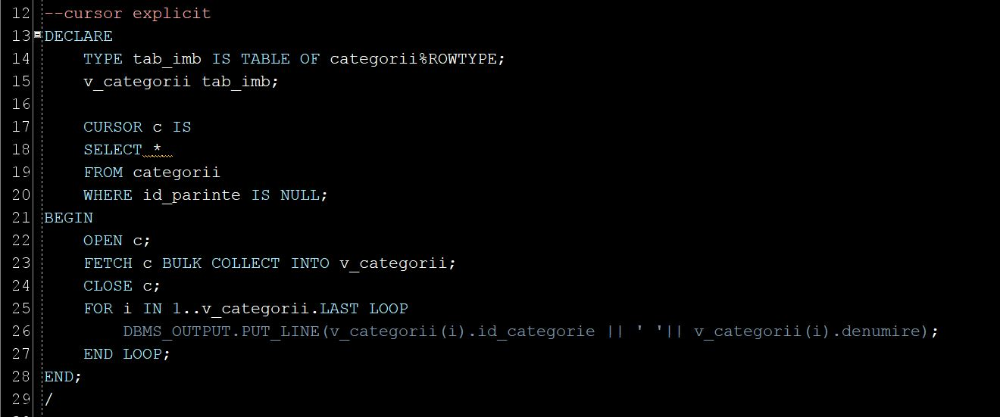 12 --cursor explicit
13 DECLARE
14 TYPE tab_imb IS TABLE OF categorii%ROWTYPE;
15 v_categorii tab_imb;
16
17 CURSOR c IS
18 SELECT *
19 FROM categorii
20 WHERE id_parinte IS NULL;
21 BEGIN
22 OPEN c;
23 FETCH c BULK COLLECT INTO v_categorii;
24 CLOSE c;
25 FOR i IN 1..v_categorii.LAST LOOP
26 DBMS_OUTPUT.PUT_LINE(v_categorii(i).id_categorie || ' '|| v_categorii(i).denumire);
27 END LOOP;
28 END;
29 /